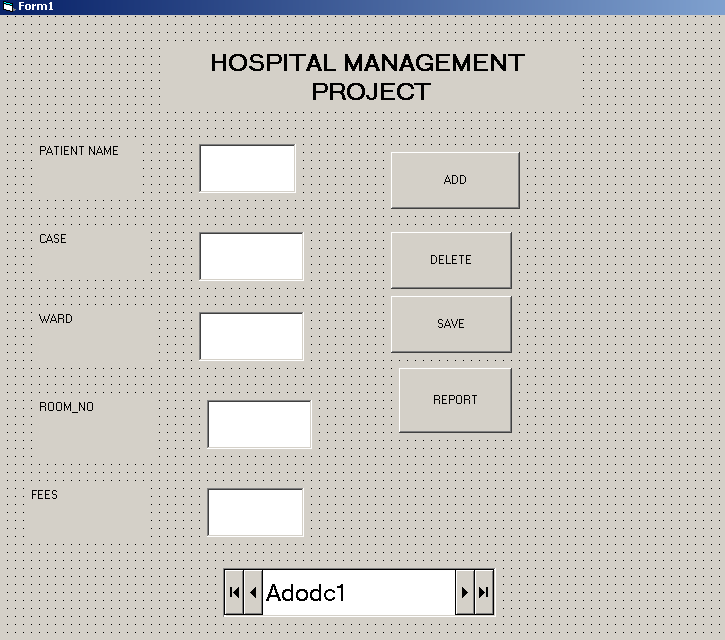 Form1
HOSPITAL MANAGEMENT
PROJECT
PATIENT NAME
ADD
CASE
DELETE
WARD
SAVE
REPORT
ROOM_NO
FEES
Adodc1